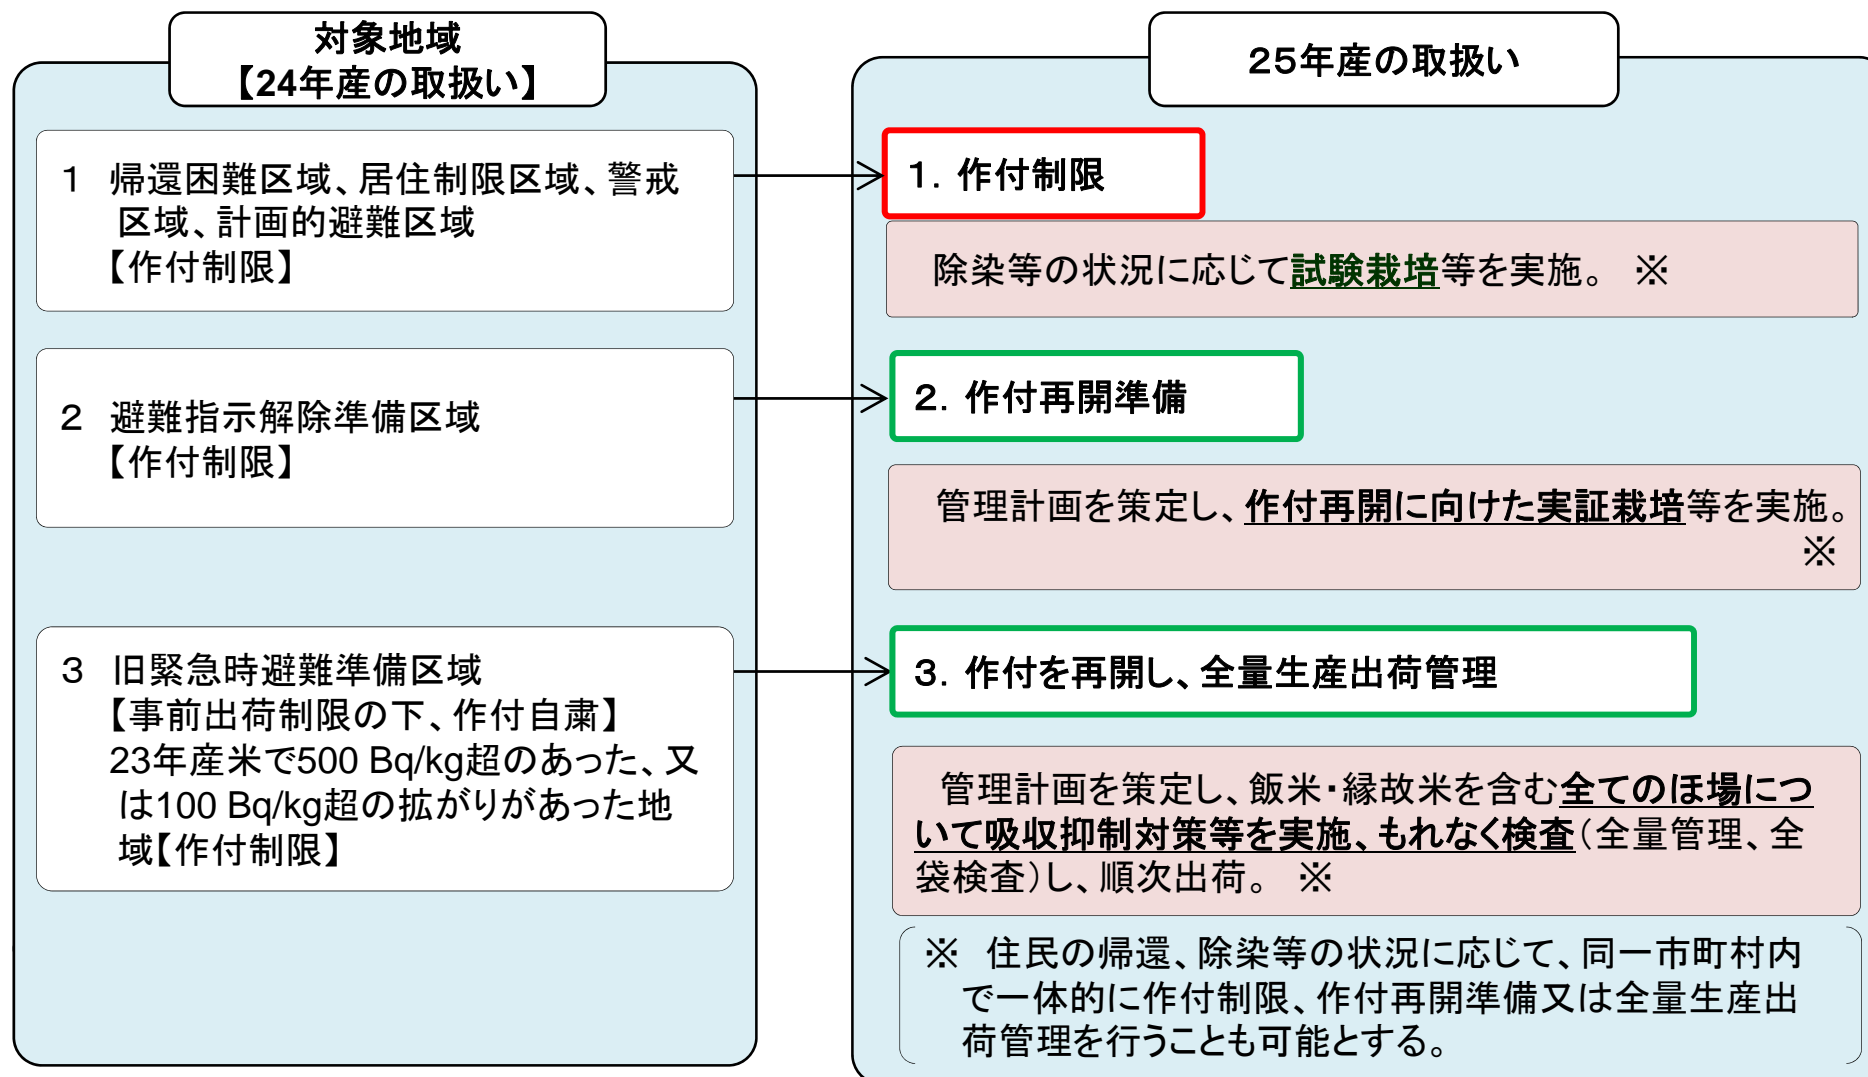 対象地域
【24年産の取扱い】
1 帰還困難区域、居住制限区域、警戒
区域、計画的避難区域
【作付制限】
2 避難指示解除準備区域
【作付制限】
3 旧緊急時避難準備区域
【事前出荷制限の下、作付自粛】
23年産米で500 Bq/kg超のあった、又
は100 Bq/kg超の拡がりがあった地
域【作付制限】
25年産の取扱い
1．作付制限
除染等の状況に応じて試験栽培等を実施。 ※
2．作付再開準備
管理計画を策定し、作付再開に向けた実証栽培等を実施。
※
3．作付を再開し、全量生産出荷管理
管理計画を策定し、飯米・縁故米を含む全てのほ場につ
いて吸収抑制対策等を実施、もれなく検査（全量管理、全
袋検査）し、順次出荷。 ※
※ 住民の帰還、除染等の状況に応じて、同一市町村内
で一体的に作付制限、作付再開準備又は全量生産出
荷管理を行うことも可能とする。